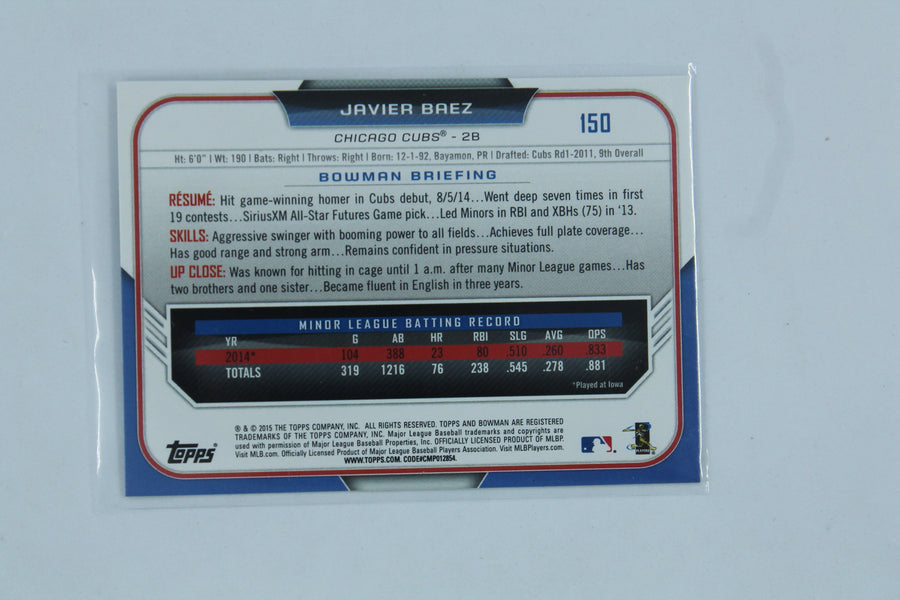 JAVIER BAEZ
150
CHICAGO CUBS® - 2B
Ht: 6'0" | Wt: 190 | Bats: Right | Throws: Right | Born: 12-1-92, Bayamon, PR | Drafted: Cubs Rd1-2011, 9th Overall
BOWMAN BRIEFING
RÉSUMÉ: Hit game-winning homer in Cubs debut, 8/5/14...Went deep seven times in first
19 contests...SiriusXM All-Star Futures Game pick...Led Minors in RBI and XBHs (75) in '13.
SKILLS: Aggressive swinger with booming power to all fields...Achieves full plate coverage...
Has good range and strong arm...Remains confident in pressure situations.
UP CLOSE: Was known for hitting in cage until 1 a.m. after many Minor League games...Has
two brothers and one sister...Became fluent in English in three years.
MINOR LEAGUE BATTING RECORD
YR G AB HR RBI SLG AVG OPS
2014* 104 388 23 80 .510 .260 .833
TOTALS 319 1216 76 238 .545 .278 .881
*Played at Iowa
® & © 2015 THE TOPPS COMPANY, INC. ALL RIGHTS RESERVED. TOPPS AND BOWMAN ARE REGISTERED
TRADEMARKS OF THE TOPPS COMPANY, INC. Major League Baseball trademarks and copyrights are
used with permission of Major League Baseball Properties, Inc. OFFICIALLY LICENSED PRODUCT OF MLBP.
Visit MLB.com. Officially Licensed Product of Major League Baseball Players Association. Visit MLBPlayers.com.
WWW.TOPPS.COM. CODE#CMP012854.
Topps